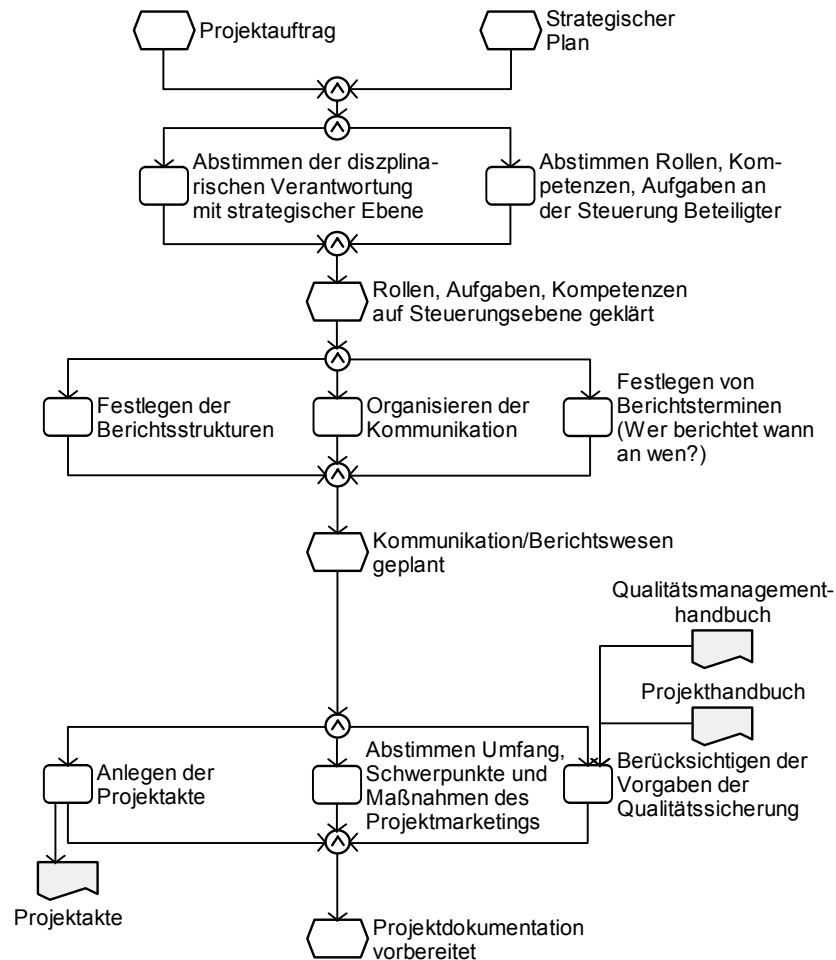 Projektauftrag
Strategischer
Plan
Abstimmen der diszplina-
rischen Verantwortung
mit strategischer Ebene
Abstimmen Rollen, Kom-
petenzen, Aufgaben an
der Steuerung Beteiligter
Rollen, Aufgaben, Kompetenzen
auf Steuerungsebene geklärt
Festlegen der
Berichtsstrukturen
Organisieren der
Kommunikation
Festlegen von
Berichtsterminen
(Wer berichtet wann
an wen?)
Kommunikation/Berichtswesen
geplant
Qualitätsmanagement-
handbuch
Projekthandbuch
Anlegen der
Projektakte
Abstimmen Umfang,
Schwerpunkte und
Maßnahmen des
Projektmarketings
Berücksichtigen der
Vorgaben der
Qualitätssicherung
Projektakte
Projektdokumentation
vorbereitet